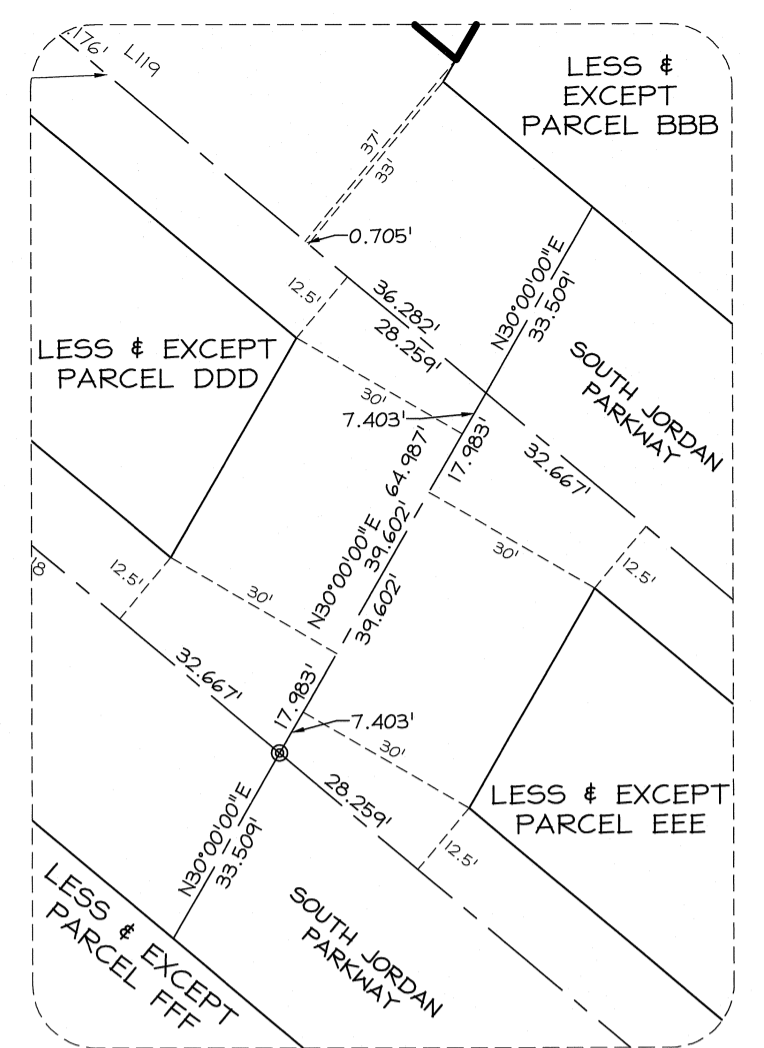 .176'
L119
LESS &
EXCEPT
PARCEL BBB
37'
33'
0.705'
12.5'
36.282'
28.259'
N30°00'00"E
33.509'
LESS & EXCEPT
PARCEL DDD
30'
7.403'
SOUTH JORDAN
PARKWAY
64.987'
17.983'
32.667'
N30°00'00"E
39.602'
39.602'
30'
12.5'
18
12.5'
30'
32.667'
17.983'
7.403'
30'
28.259'
LESS & EXCEPT
PARCEL EEE
12.5'
N30°00'00"E
33.509'
LESS & EXCEPT
PARCEL FFF
SOUTH JORDAN
PARKWAY